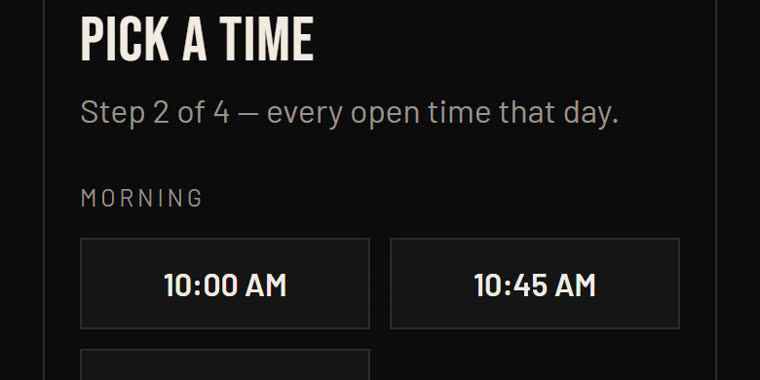 PICK A TIME
Step 2 of 4 — every open time that day.
MORNING
10:00 AM
10:45 AM